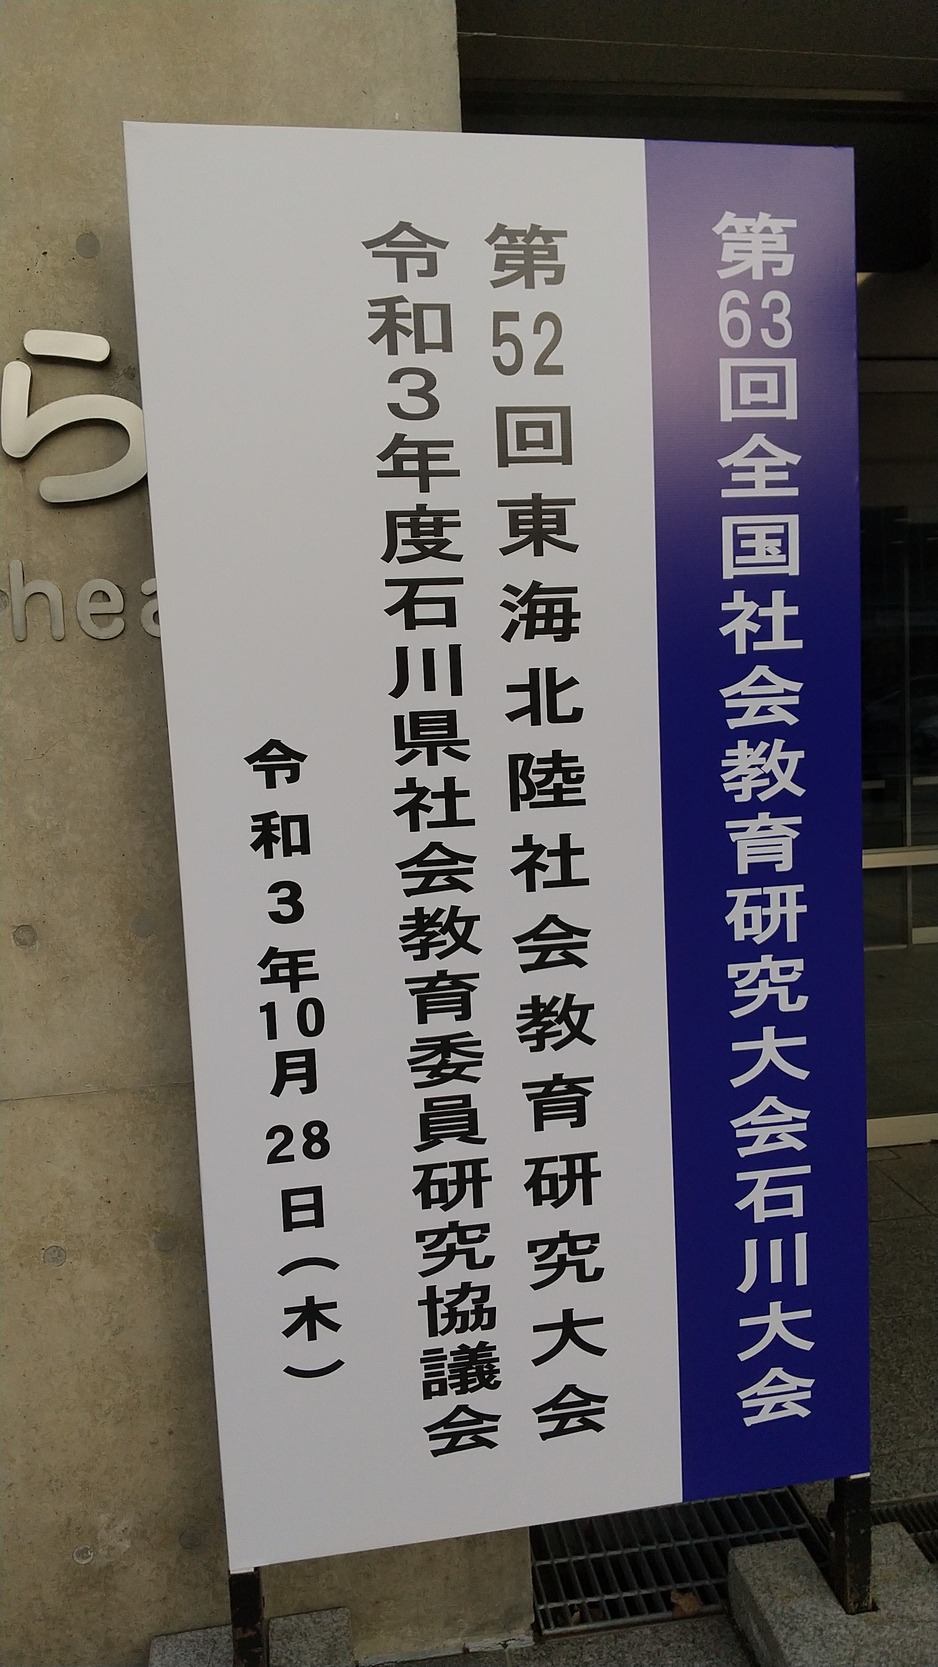 第63回全国社会教育研究大会石川大会
第52回東海北陸社会教育研究大会
令和3年度石川県社会教育委員研究協議会
令和3年10月28日(木)
ら
hea